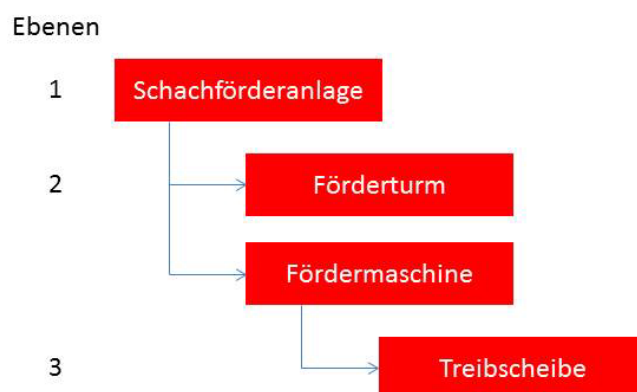 Ebenen
1 Schachförderanlage
2 Förderturm
Fördermaschine
3 Treibscheibe